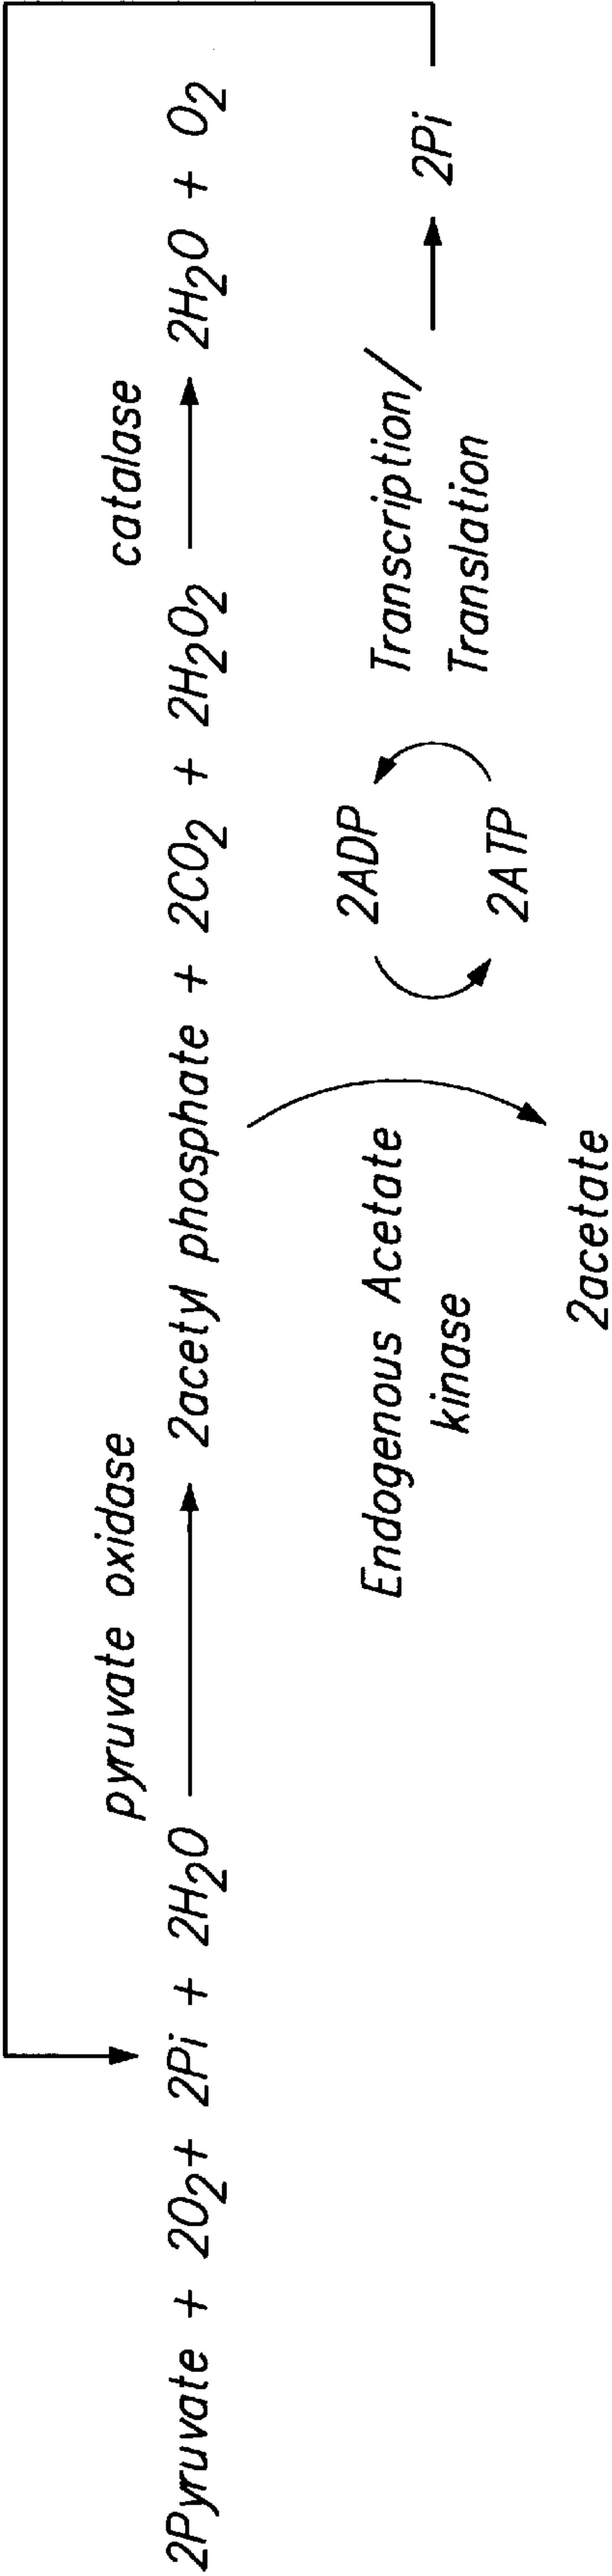 pyruvate oxidase
catalase
2Pyruvate + 2O2+ 2Pi + 2H2O → 2acetyl phosphate + 2CO2 + 2H2O2 → 2H2O + O2
Endogenous Acetate
kinase
2ADP
2ATP
Transcription/
Translation
→ 2Pi
2acetate